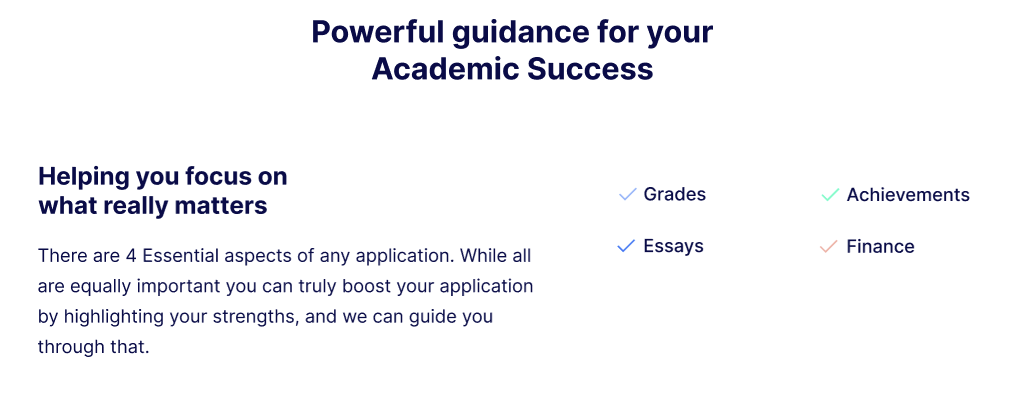 Powerful guidance for your
Academic Success
Helping you focus on
what really matters
There are 4 Essential aspects of any application. While all
are equally important you can truly boost your application
by highlighting your strengths, and we can guide you
through that.
Grades
Achievements
Essays
Finance